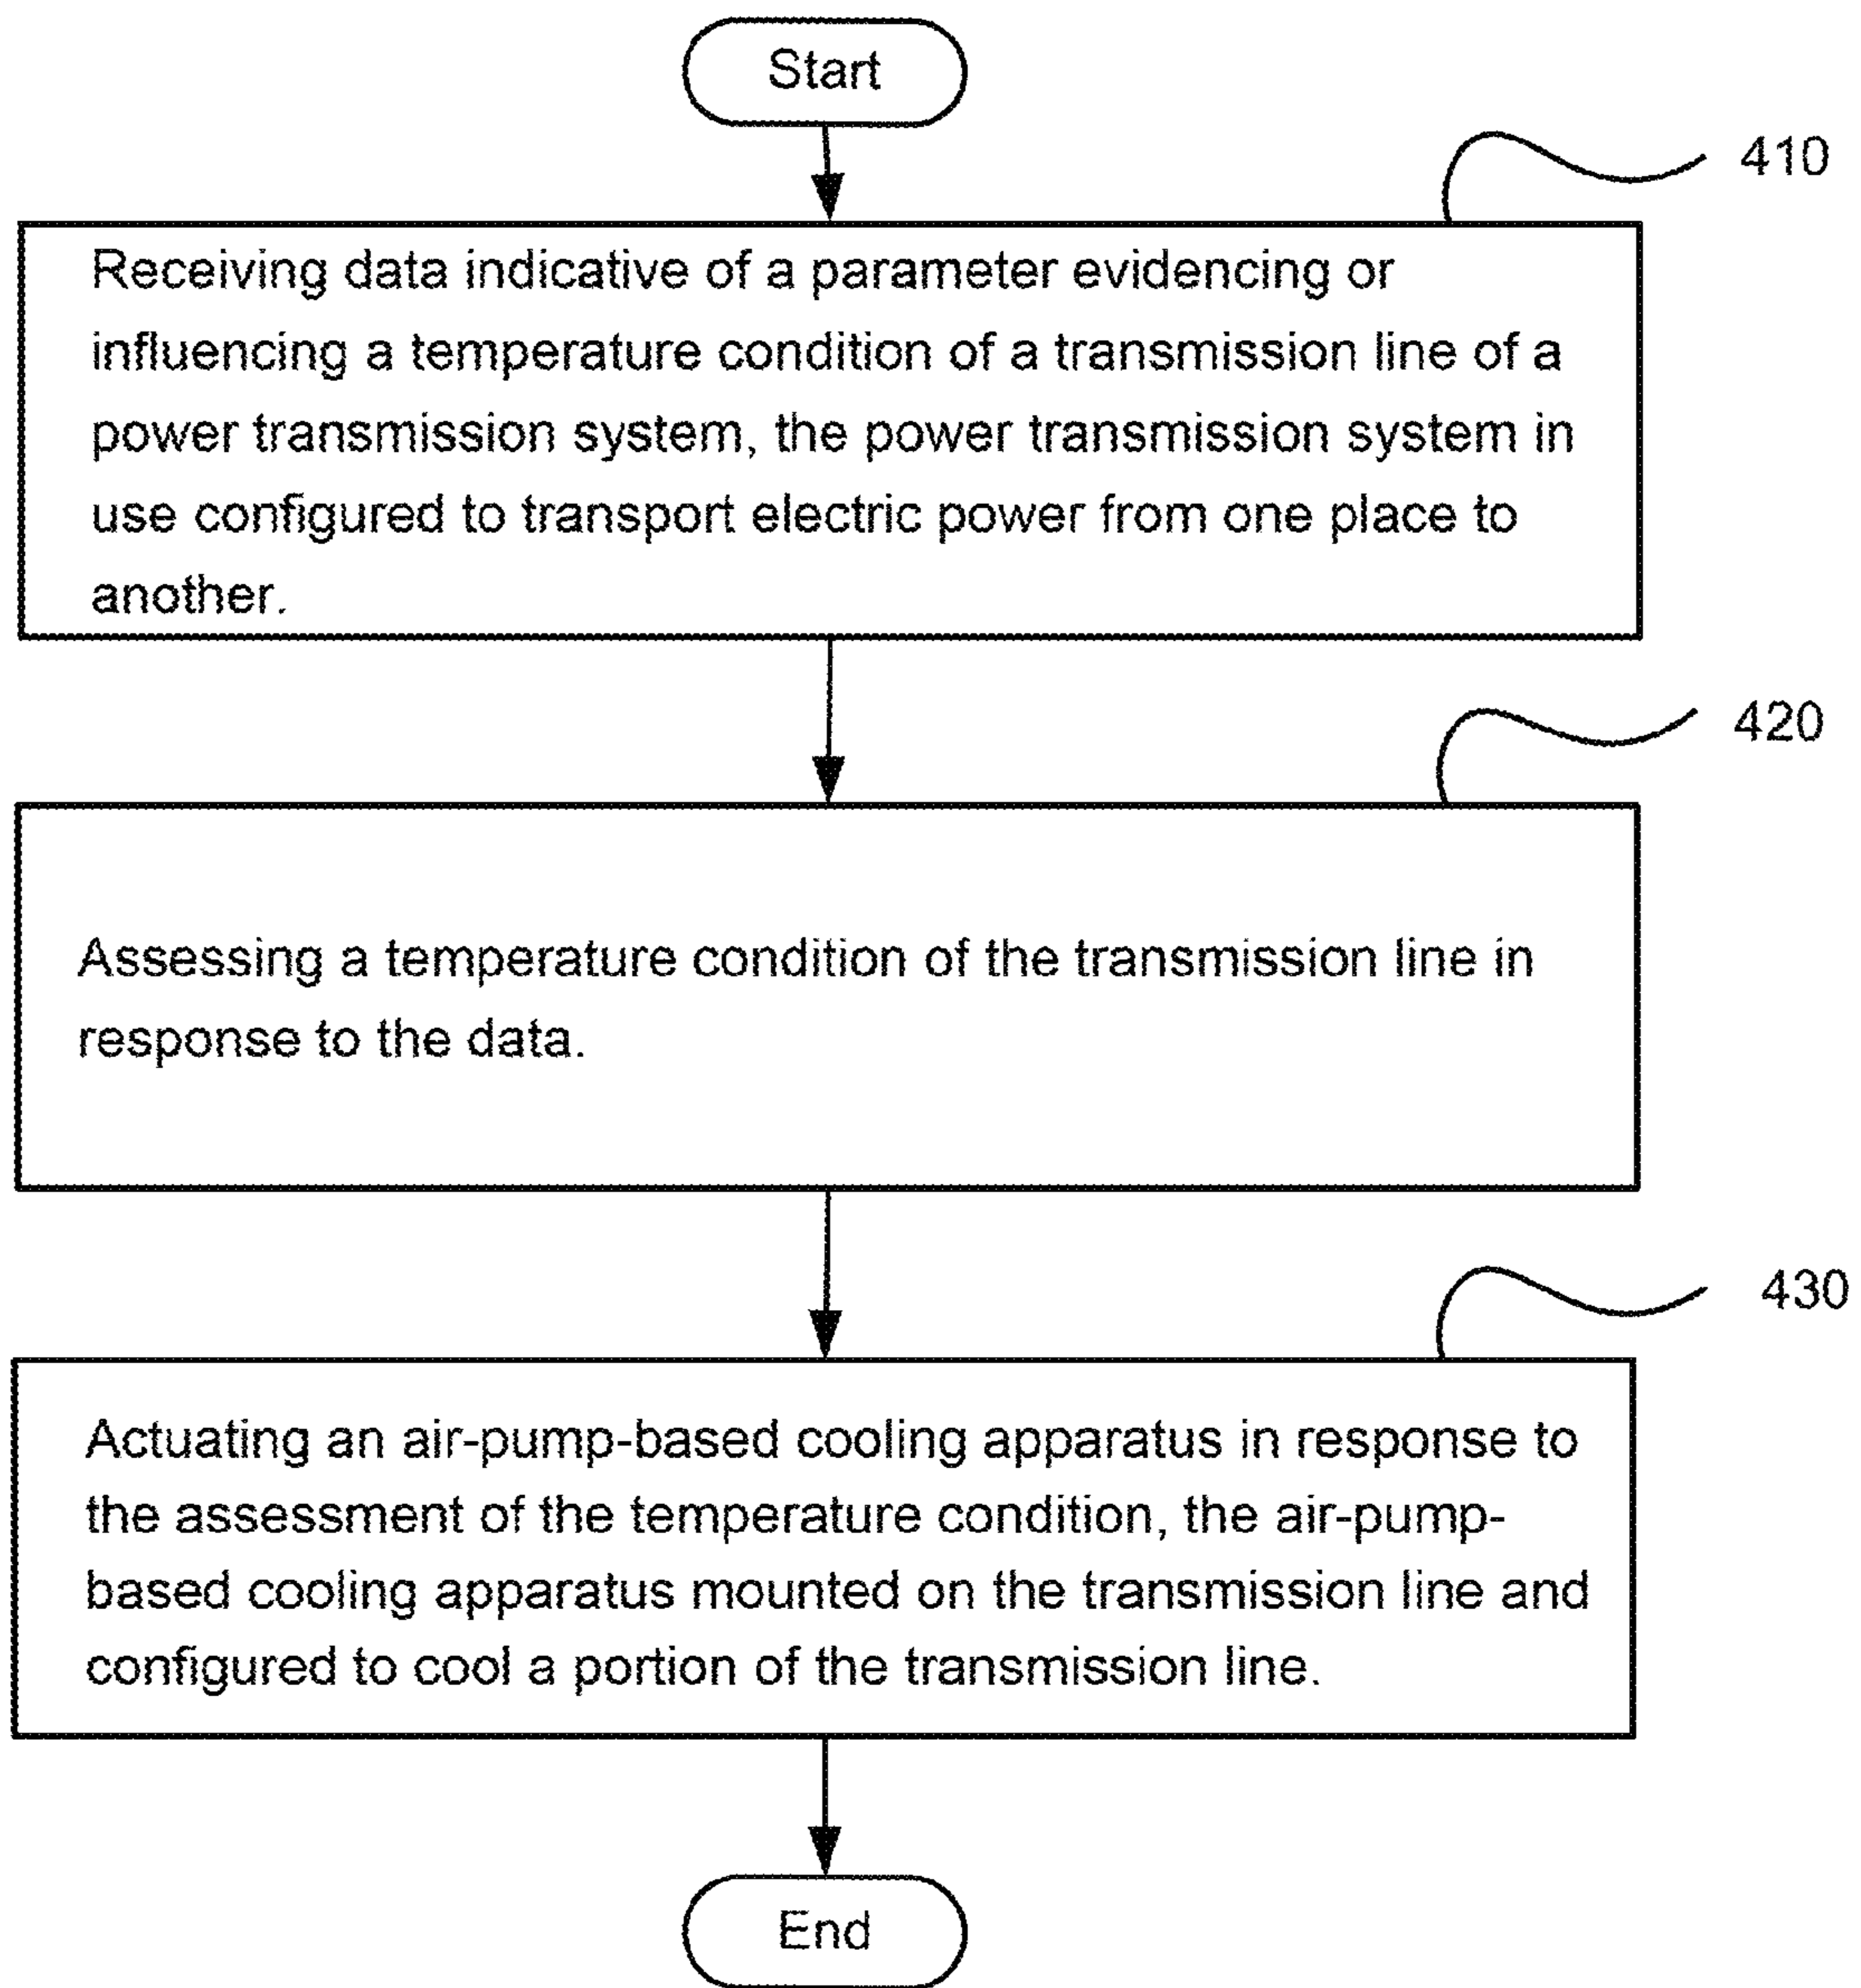 Start
410
Receiving data indicative of a parameter evidencing or
influencing a temperature condition of a transmission line of a
power transmission system, the power transmission system in
use configured to transport electric power from one place to
another.
420
Assessing a temperature condition of the transmission line in
response to the data.
430
Actuating an air-pump-based cooling apparatus in response to
the assessment of the temperature condition, the air-pump-
based cooling apparatus mounted on the transmission line and
configured to cool a portion of the transmission line.
End